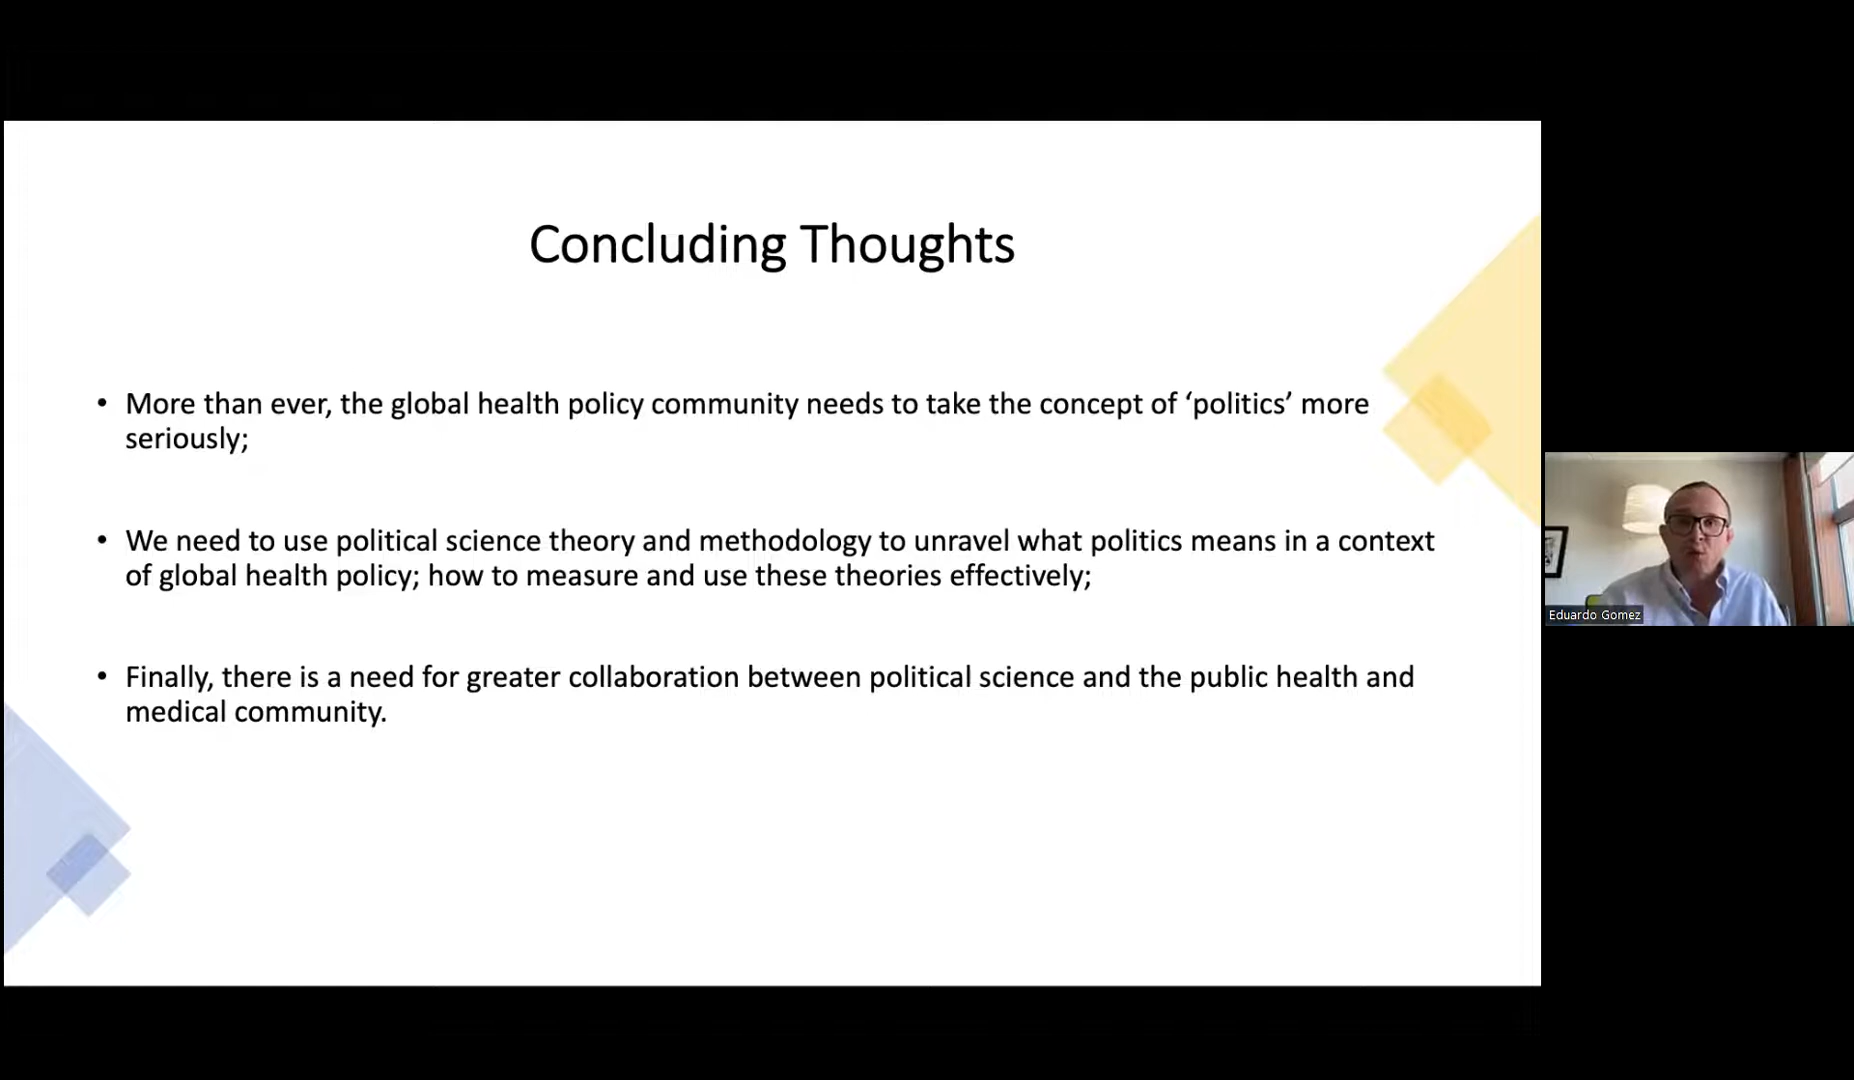 Concluding Thoughts
• More than ever, the global health policy community needs to take the concept of ‘politics’ more
seriously;
• We need to use political science theory and methodology to unravel what politics means in a context
of global health policy; how to measure and use these theories effectively;
• Finally, there is a need for greater collaboration between political science and the public health and
medical community.
Eduardo Gomez